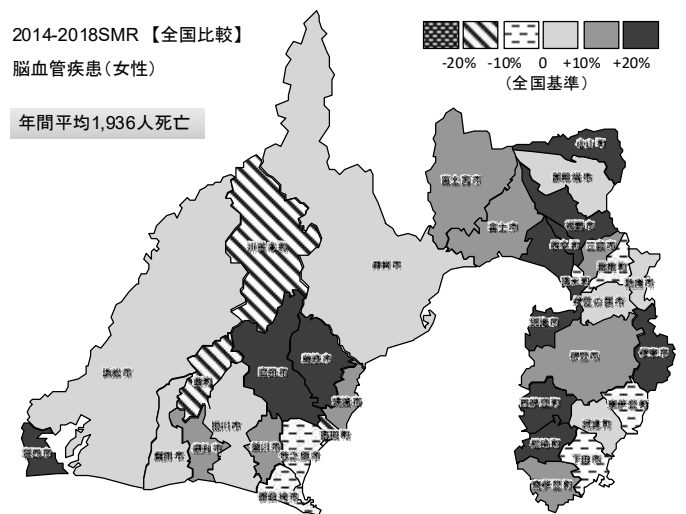 2014-2018SMR 【全国比較】
脳血管疾患(女性)
年間平均1,936人死亡
-20% -10% 0 +10% +20%
(全国基準)
小山町
御殿場市
富士宮市
裾野市
富士市
長泉町
三島市
函南町
熱海市
清水町
伊豆の国市
川根本町
静岡市
沼津市
伊豆市
伊東市
島田市
藤枝市
浜松市
森町
焼津市
西伊豆町
東伊豆町
掛川市
吉田町
河津町
湖西市
磐田市
袋井市
菊川市
牧之原市
松崎町
下田市
御前崎市
南伊豆町